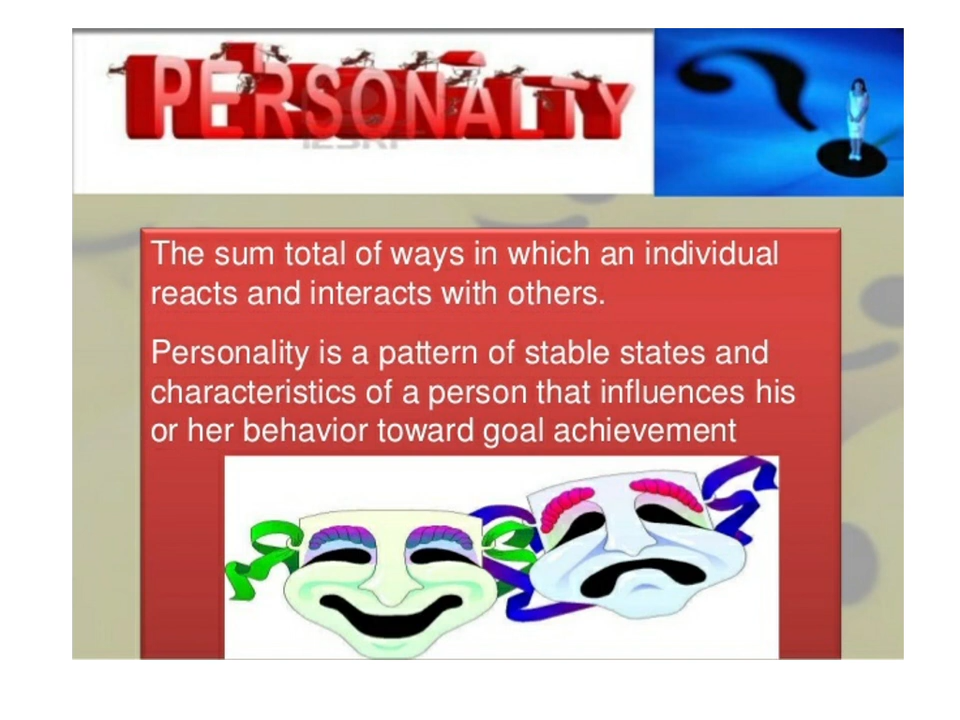 PERSONALITY
The sum total of ways in which an individual
reacts and interacts with others.
Personality is a pattern of stable states and
characteristics of a person that influences his
or her behavior toward goal achievement